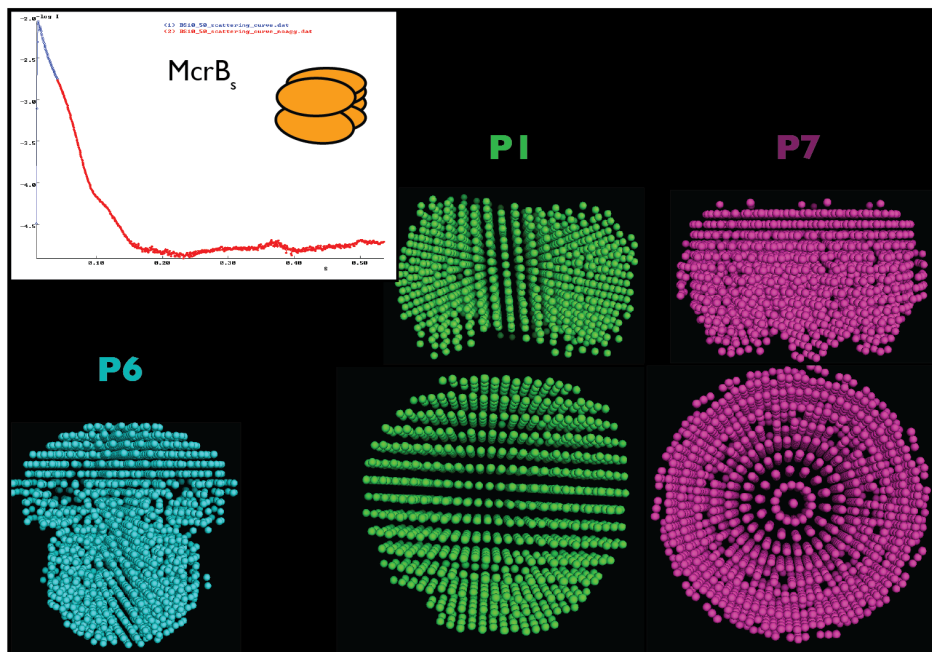 -log I
(1) BS10_50_scattering_curve.dat
(2) BS10_50_scattering_curve_noagg.dat
McrBs
-2.0
-2.5
-3.0
-3.5
-4.0
-4.5
0.10 0.20 0.30 0.40 0.50
s
P1
P7
P6